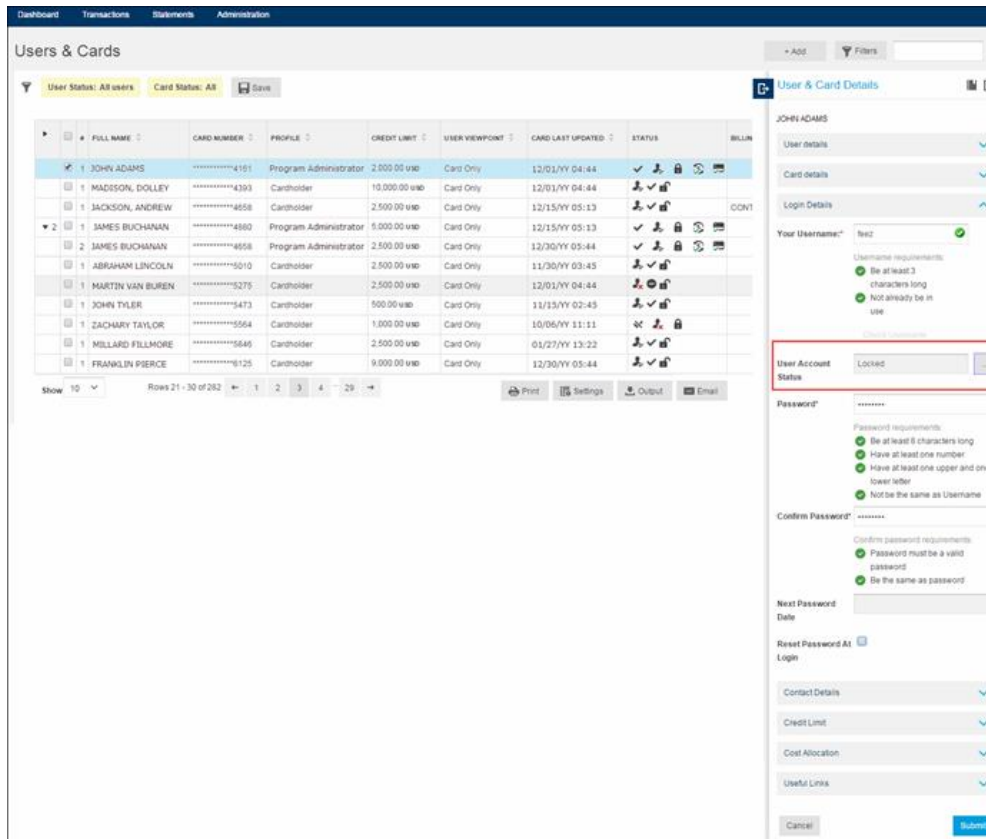 Dashboard Transactions Statements Administration
Users & Cards
+ Add Filters
User Status: All users Card Status: All Save
# FULL NAME CARD NUMBER PROFILE CREDIT LIMIT USER VIEWPOINT CARD LAST UPDATED STATUS BILLIN
1 JOHN ADAMS ************4161 Program Administrator 2,000.00 USD Card Only 12/01/YY 04:44
1 MADISON, DOLLEY ************4393 Cardholder 10,000.00 USD Card Only 12/01/YY 04:44
1 JACKSON, ANDREW ************4658 Cardholder 2,500.00 USD Card Only 12/15/YY 05:13 CONT
2 1 JAMES BUCHANAN ************4860 Program Administrator 5,000.00 USD Card Only 12/15/YY 05:13
2 JAMES BUCHANAN ************4658 Program Administrator 2,500.00 USD Card Only 12/30/YY 05:44
1 ABRAHAM LINCOLN ************5010 Cardholder 2,500.00 USD Card Only 11/30/YY 03:45
1 MARTIN VAN BUREN ************5275 Cardholder 2,500.00 USD Card Only 12/01/YY 04:44
1 JOHN TYLER ************5473 Cardholder 500.00 USD Card Only 11/15/YY 02:45
1 ZACHARY TAYLOR ************5564 Cardholder 1,000.00 USD Card Only 10/06/YY 11:11
1 MILLARD FILLMORE ************5646 Cardholder 2,500.00 USD Card Only 01/27/YY 13:22
1 FRANKLIN PIERCE ************6125 Cardholder 9,000.00 USD Card Only 12/30/YY 05:44
Show 10 Rows 21 - 30 of 282 1 2 3 4 29
Print Settings Output Email
User & Card Details
JOHN ADAMS
User details
Card details
Login Details
Your Username:* feez
Username requirements:
Be at least 3
characters long
Not already be in
use
Check Username
User Account
Status
Locked ...
Password* ••••••••
Password requirements:
Be at least 8 characters long
Have at least one number
Have at least one upper and one
lower letter
Not be the same as Username
Confirm Password* ••••••••
Confirm password requirements:
Password must be a valid
password
Be the same as password
Next Password
Date
Reset Password At
Login
Contact Details
Credit Limit
Cost Allocation
Useful Links
Cancel Submit